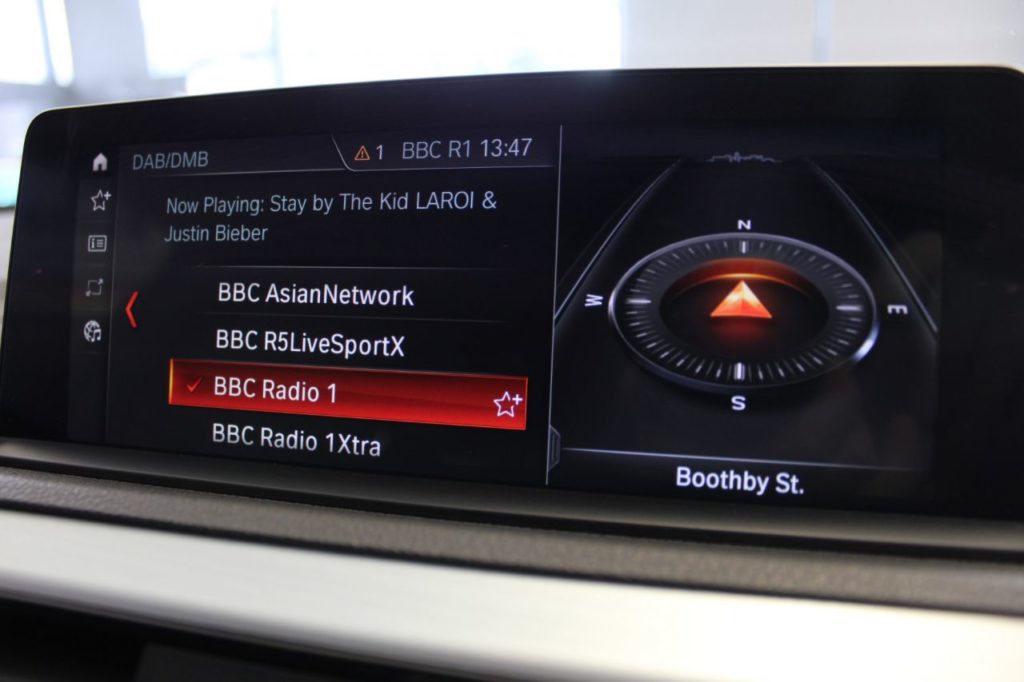 DAB/DMB
1 BBC R1 13:47
Now Playing: Stay by The Kid LAROI &
Justin Bieber
BBC AsianNetwork
BBC R5LiveSportX
BBC Radio 1
BBC Radio 1Xtra
N
W
E
S
Boothby St.